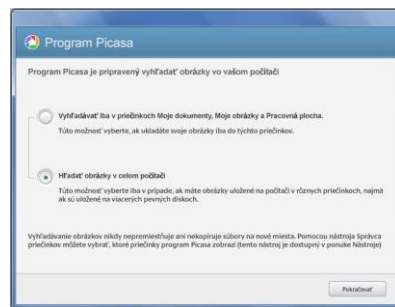 Program Picasa
Program Picasa je pripravený vyhľadať obrázky vo vašom počítači
Vyhľadávať iba v priečinkoch Moje dokumenty, Moje obrázky a Pracovná plocha.
Túto možnosť vyberte, ak ukladáte svoje obrázky iba do týchto priečinkov.
Hľadať obrázky v celom počítači
Túto možnosť vyberte iba v prípade, ak máte obrázky uložené na počítači v rôznych priečinkoch, najmä
ak sú uložené na viacerých pevných diskoch.
Vyhľadávanie obrázkov nikdy nepremiestňuje ani nekopíruje súbory na nové miesta. Pomocou nástroja Správca
priečinkov môžete vybrať, ktoré priečinky program Picasa zobrazí (tento nástroj je dostupný v ponuke Nástroje)
Pokračovať